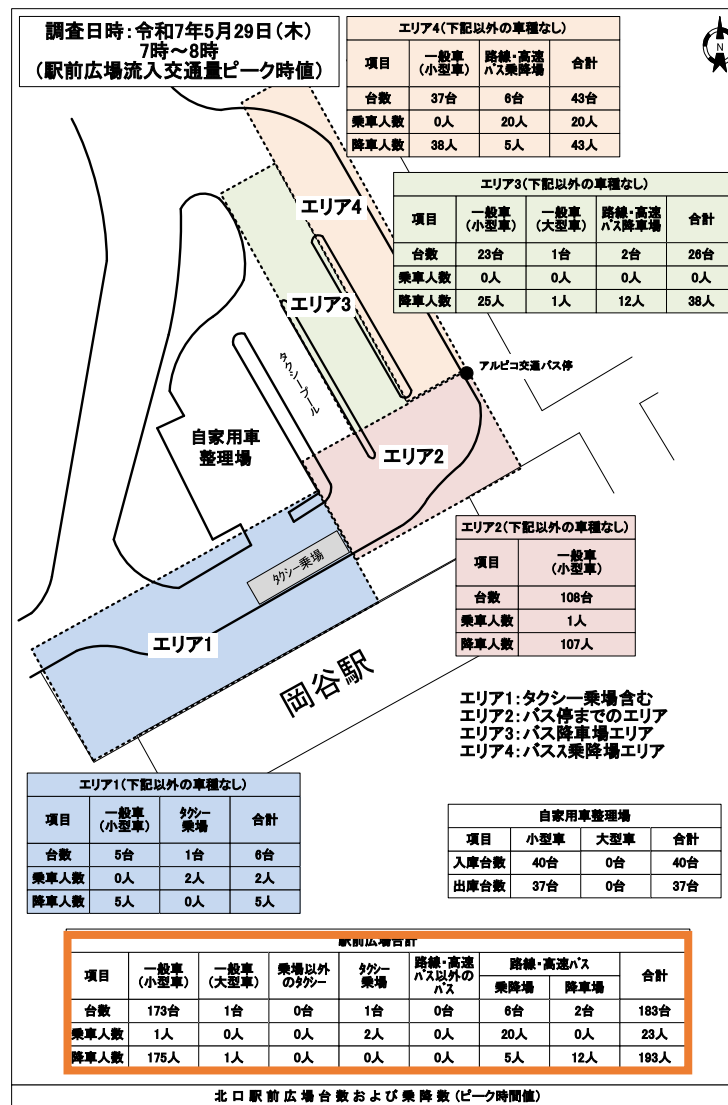 調査日時:令和7年5月29日(木)
7時～8時
(駅前広場流入交通量ピーク時値)
N
エリア4(下記以外の車種なし)
項目 一般車(小型車) 路線・高速バス乗降場 合計
台数 37台 6台 43台
乗車人数 0人 20人 20人
降車人数 38人 5人 43人
エリア3(下記以外の車種なし)
項目 一般車(小型車) 一般車(大型車) 路線・高速バス降車場 合計
台数 23台 1台 2台 26台
乗車人数 0人 0人 0人 0人
降車人数 25人 1人 12人 38人
エリア4
エリア3
タクシープール
アルピコ交通バス停
自家用車
整理場
エリア2
エリア2(下記以外の車種なし)
項目 一般車(小型車)
台数 108台
乗車人数 1人
降車人数 107人
タクシー乗場
エリア1
岡谷駅
エリア1:タクシー乗場含む
エリア2:バス停までのエリア
エリア3:バス降車場エリア
エリア4:バスス乗降場エリア
エリア1(下記以外の車種なし)
項目 一般車(小型車) タクシー乗場 合計
台数 5台 1台 6台
乗車人数 0人 2人 2人
降車人数 5人 0人 5人
自家用車整理場
項目 小型車 大型車 合計
入庫台数 40台 0台 40台
出庫台数 37台 0台 37台
駅前広場合計
項目 一般車(小型車) 一般車(大型車) 乗場以外のタクシー タクシー乗場 路線・高速バス以外のバス 路線・高速バス 合計
乗降場 降車場
台数 173台 1台 0台 1台 0台 6台 2台 183台
乗車人数 1人 0人 0人 2人 0人 20人 0人 23人
降車人数 175人 1人 0人 0人 0人 5人 12人 193人
北口駅前広場台数および乗降数(ピーク時間値)